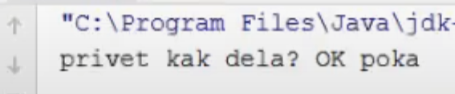 "C:\Program Files\Java\jdk-
privet kak dela? OK poka